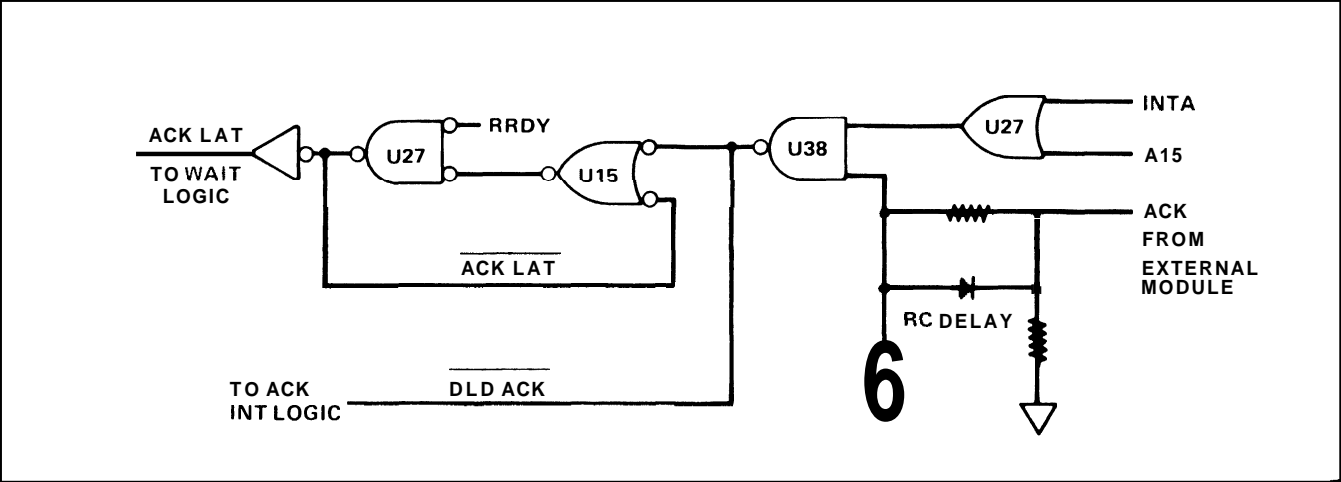 ACK LAT
TO WAIT
LOGIC
U27
RRDY
U15
U38
U27
INTA
A15
ACK
FROM
EXTERNAL
MODULE
ACK LAT
RC DELAY
6
TO ACK
INT LOGIC
DLD ACK